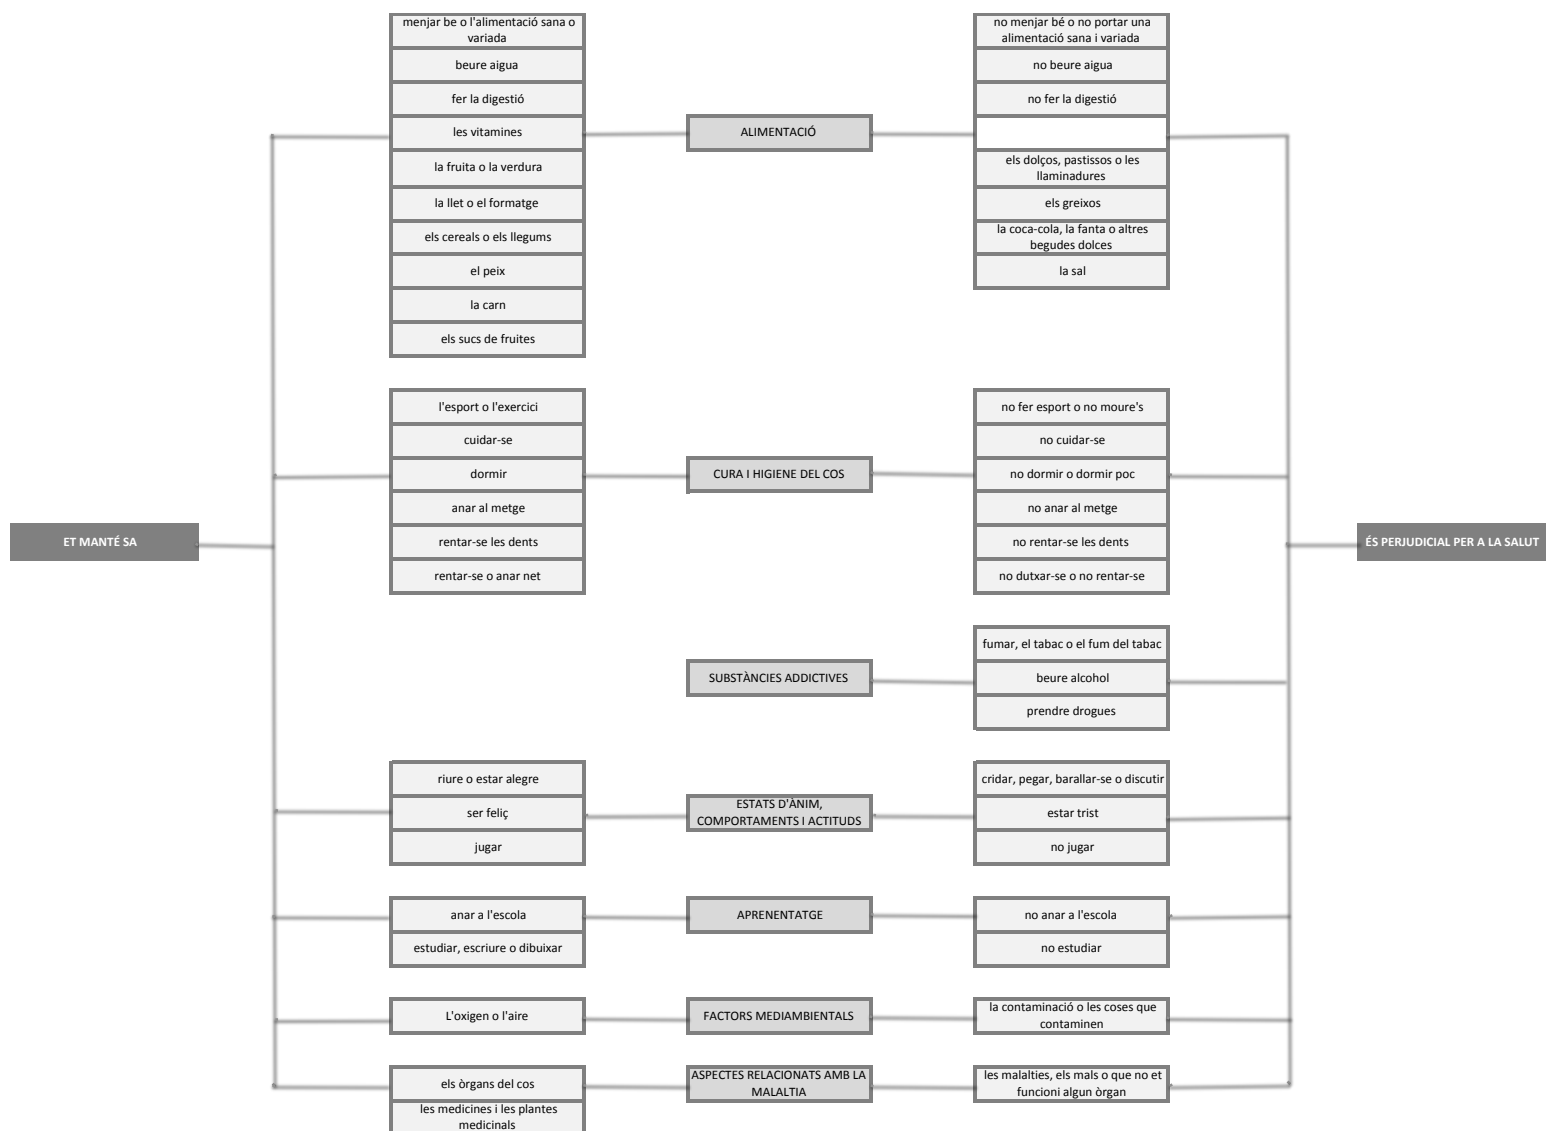 menjar be o l'alimentació sana o
variada
beure aigua
fer la digestió
les vitamines
la fruita o la verdura
la llet o el formatge
els cereals o els llegums
el peix
la carn
els sucs de fruites
ALIMENTACIÓ
no menjar bé o no portar una
alimentació sana i variada
no beure aigua
no fer la digestió
els dolços, pastissos o les
llaminadures
els greixos
la coca-cola, la fanta o altres
begudes dolces
la sal
l'esport o l'exercici
cuidar-se
dormir
anar al metge
rentar-se les dents
rentar-se o anar net
CURA I HIGIENE DEL COS
no fer esport o no moure's
no cuidar-se
no dormir o dormir poc
no anar al metge
no rentar-se les dents
no dutxar-se o no rentar-se
ET MANTÉ SA
ÉS PERJUDICIAL PER A LA SALUT
SUBSTÀNCIES ADDICTIVES
fumar, el tabac o el fum del tabac
beure alcohol
prendre drogues
riure o estar alegre
ser feliç
jugar
ESTATS D'ÀNIM,
COMPORTAMENTS I ACTITUDS
cridar, pegar, barallar-se o discutir
estar trist
no jugar
anar a l'escola
estudiar, escriure o dibuixar
APRENENTATGE
no anar a l'escola
no estudiar
L'oxigen o l'aire
FACTORS MEDIAMBIENTALS
la contaminació o les coses que
contaminen
els òrgans del cos
les medicines i les plantes
medicinals
ASPECTES RELACIONATS AMB LA
MALALTIA
les malalties, els mals o que no et
funcioni algun òrgan